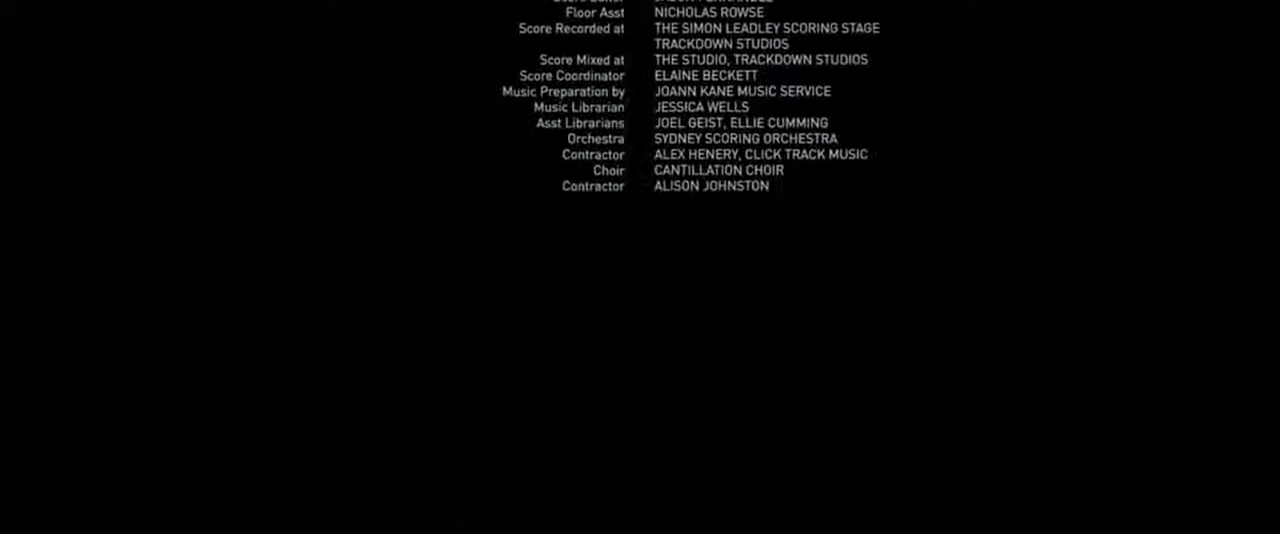 Floor Asst NICHOLAS ROWSE
Score Recorded at THE SIMON LEADLEY SCORING STAGE
TRACKDOWN STUDIOS
Score Mixed at THE STUDIO, TRACKDOWN STUDIOS
Score Coordinator ELAINE BECKETT
Music Preparation by JOANN KANE MUSIC SERVICE
Music Librarian JESSICA WELLS
Asst Librarians JOEL GEIST, ELLIE CUMMING
Orchestra SYDNEY SCORING ORCHESTRA
Contractor ALEX HENERY, CLICK TRACK MUSIC
Choir CANTILLATION CHOIR
Contractor ALISON JOHNSTON